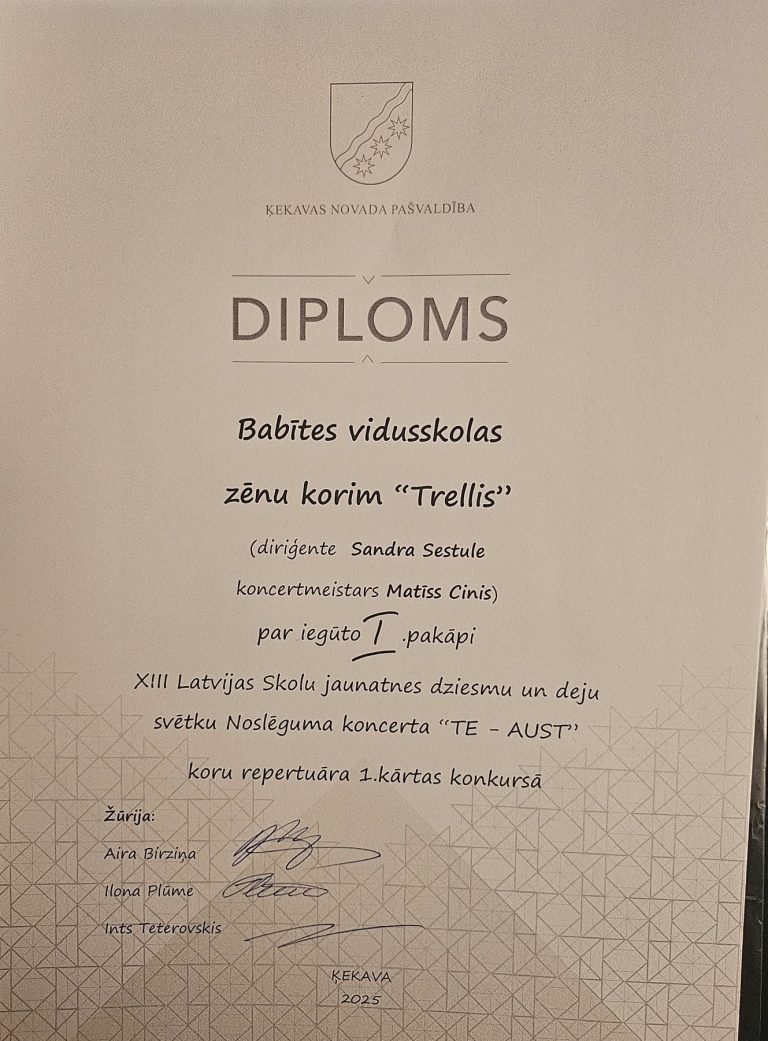 ĶEKAVAS NOVADA PAŠVALDĪBA
DIPLOMS
Babītes vidusskolas
zēnu korim “Trellis”
(diriģente Sandra Sestule
koncertmeistars Matīss Cinis)
par iegūto I .pakāpi
XIII Latvijas Skolu jaunatnes dziesmu un deju
svētku Noslēguma koncerta “TE - AUST”
koru repertuāra 1.kārtas konkursā
Žūrija:
Aira Birziņa
Ilona Plūme
Ints Teterovskis
ĶEKAVA
2025